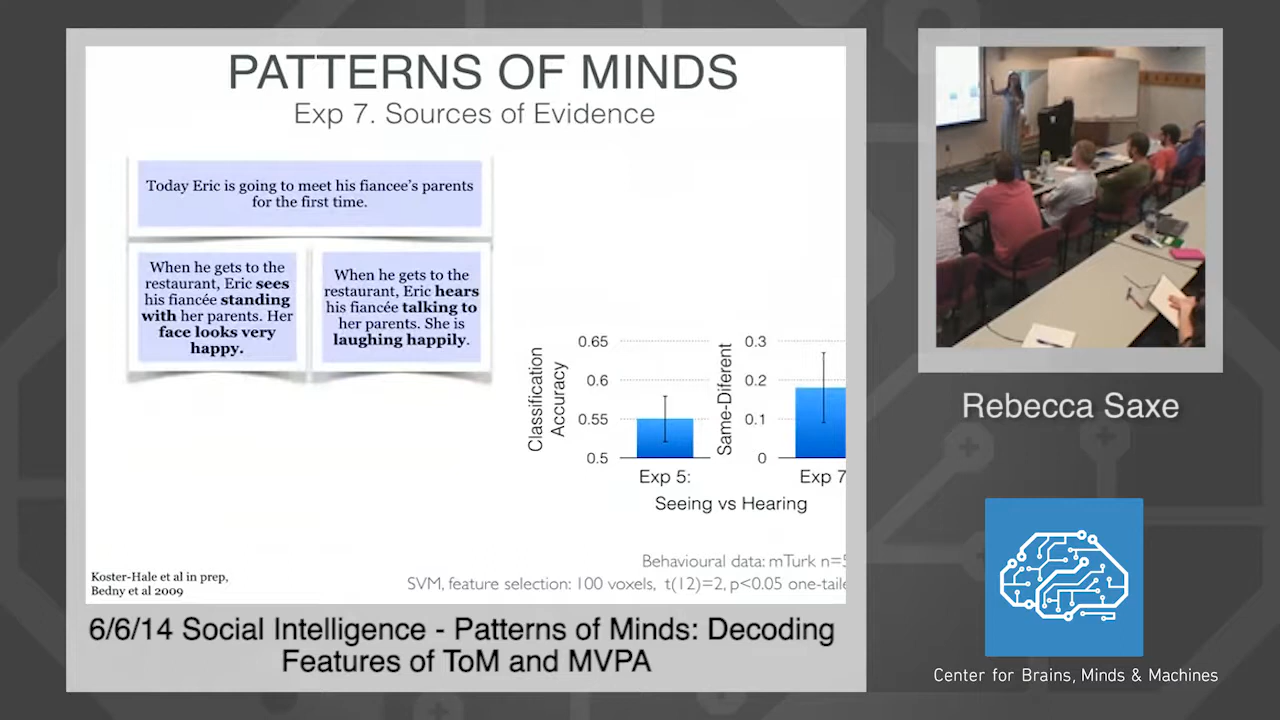 PATTERNS OF MINDS
Exp 7. Sources of Evidence
Today Eric is going to meet his fiancee's parents
for the first time.
When he gets to the
restaurant, Eric sees
his fiancée standing
with her parents. Her
face looks very
happy.
When he gets to the
restaurant, Eric hears
his fiancée talking to
her parents. She is
laughing happily.
Classification
Accuracy
0.65
0.6
0.55
0.5
Exp 5:
Same-Diferent
0.3
0.2
0.1
0
Exp 7
Seeing vs Hearing
Behavioural data: mTurk
SVM, feature selection: 100 voxels, t(12)=2, p<0.05 one-taile
Koster-Hale et al in prep,
Bedny et al 2009
6/6/14 Social Intelligence - Patterns of Minds: Decoding
Features of ToM and MVPA
Rebecca Saxe
Center for Brains, Minds & Machines